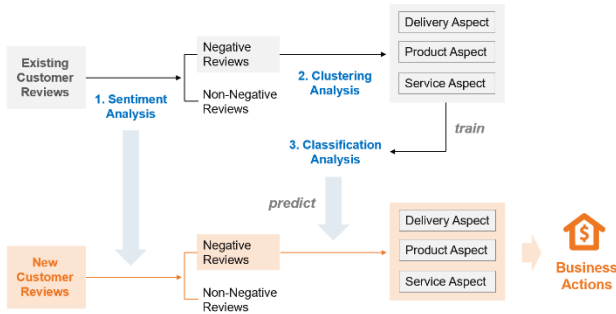 Existing
Customer
Reviews
1. Sentiment
Analysis
Negative
Reviews
Non-Negative
Reviews
2. Clustering
Analysis
Delivery Aspect
Product Aspect
Service Aspect
train
3. Classification
Analysis
predict
New
Customer
Reviews
Negative
Reviews
Non-Negative
Reviews
Delivery Aspect
Product Aspect
Service Aspect
$
Business
Actions